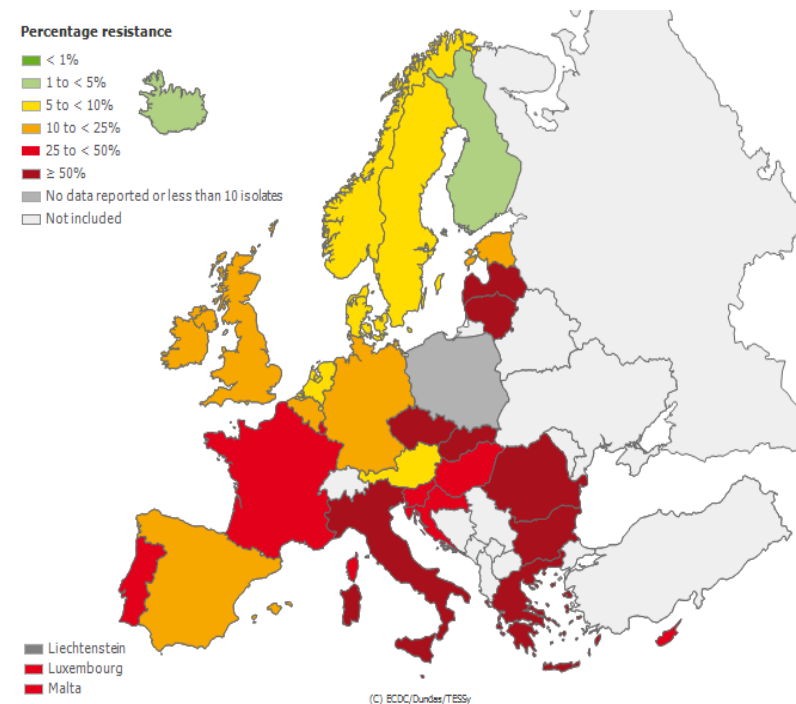 Percentage resistance
< 1%
1 to < 5%
5 to < 10%
10 to < 25%
25 to < 50%
≥ 50%
No data reported or less than 10 isolates
Not included
Liechtenstein
Luxembourg
Malta
(C) ECDC/Dundas/TESSy